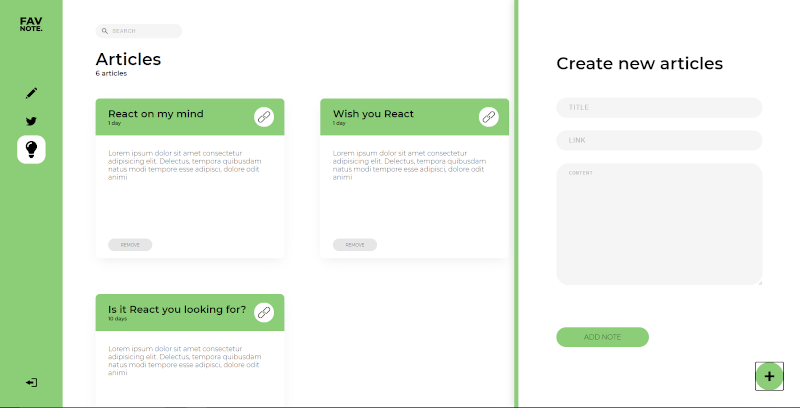 FAV
NOTE.
SEARCH
Articles
6 articles
React on my mind
1 day
Lorem ipsum dolor sit amet consectetur
adipisicing elit. Delectus, tempora quibusdam
natus modi tempore esse adipisci, dolore odit
animi
REMOVE
Wish you React
1 day
Lorem ipsum dolor sit amet consectetur
adipisicing elit. Delectus, tempora quibusdam
natus modi tempore esse adipisci, dolore odit
animi
REMOVE
Is it React you looking for?
10 days
Lorem ipsum dolor sit amet consectetur
adipisicing elit. Delectus, tempora quibusdam
natus modi tempore esse adipisci, dolore odit
animi
Create new articles
TITLE
LINK
CONTENT
ADD NOTE
+